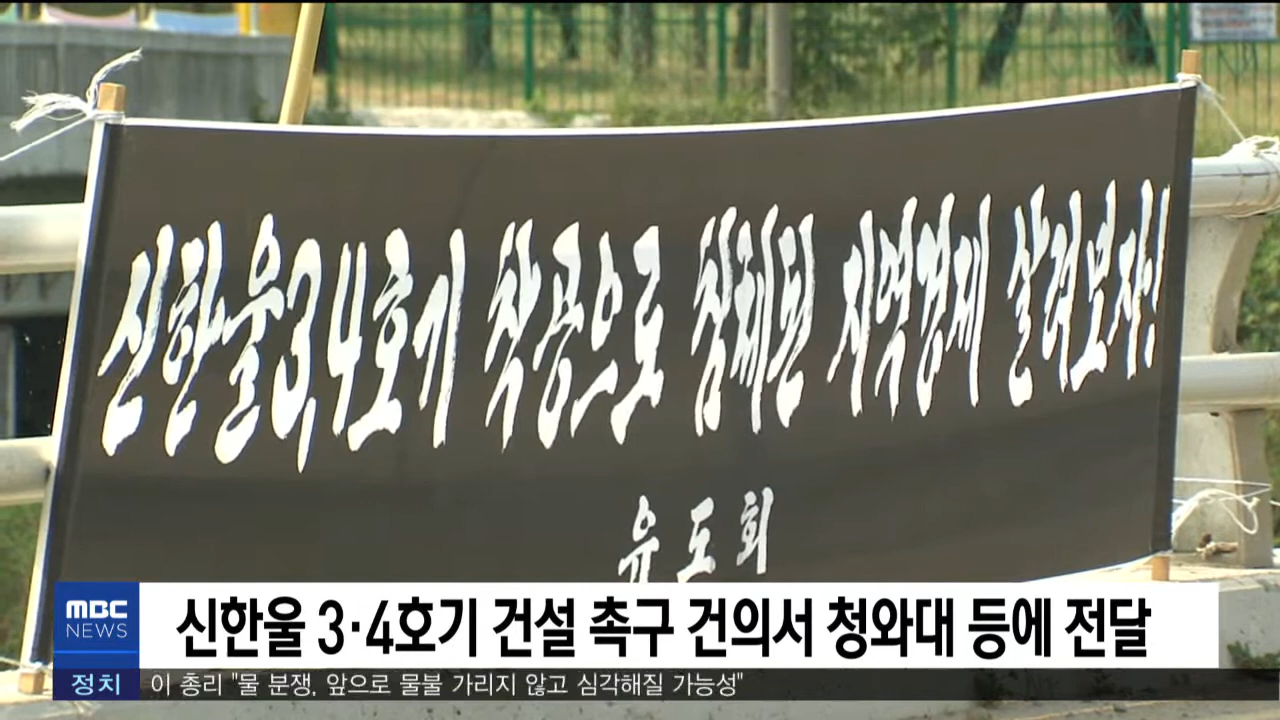 신한울3,4호기 착공으로 침체된 지역경제 살려보자!
유도회
MBC NEWS
신한울 3·4호기 건설 촉구 건의서 청와대 등에 전달
정치 이 총리 "물 분쟁, 앞으로 물불 가리지 않고 심각해질 가능성"